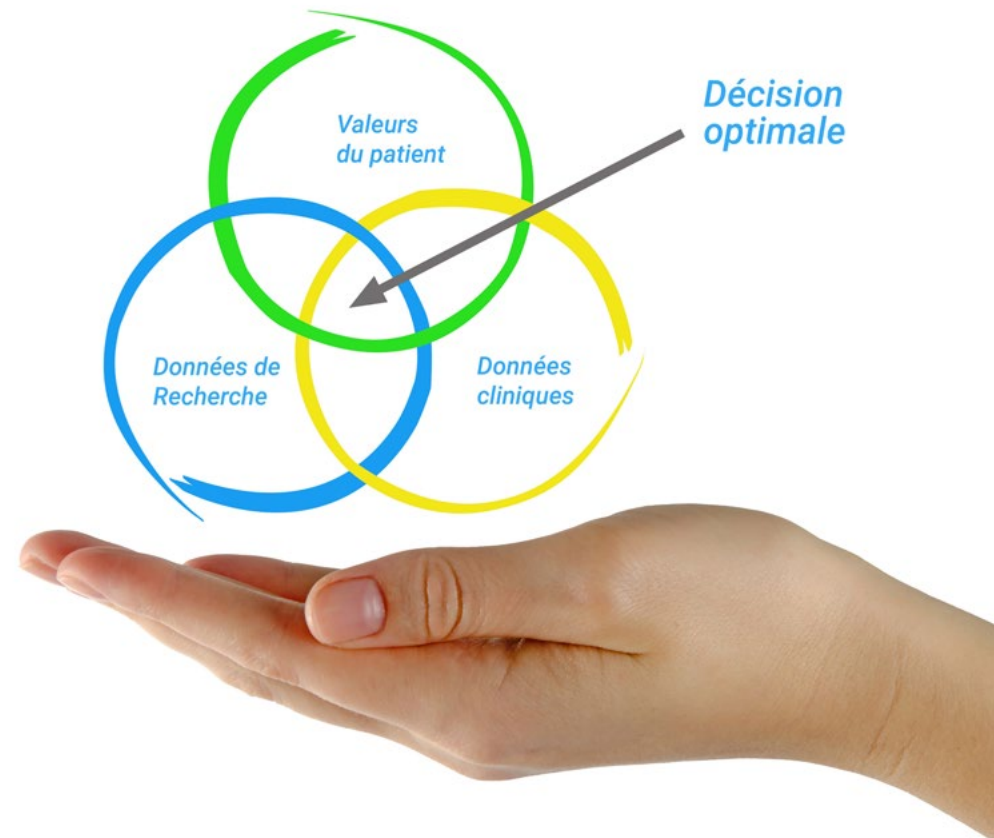 Valeurs
du patient
Décision
optimale
Données de
Recherche
Données
cliniques